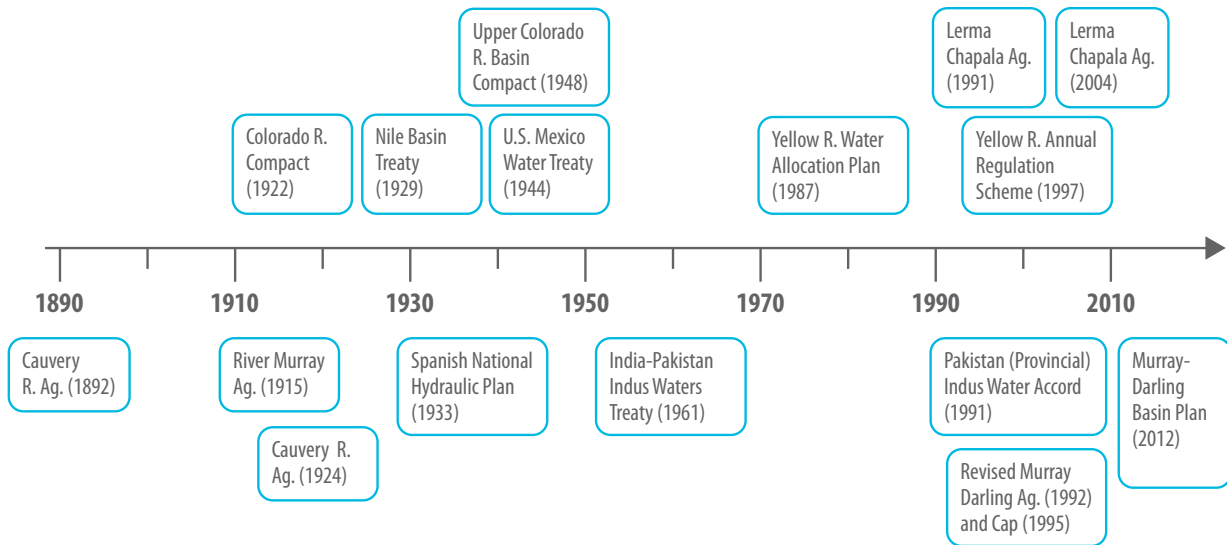 Upper Colorado
R. Basin
Compact (1948)
Lerma
Chapala Ag.
(1991)
Lerma
Chapala Ag.
(2004)
Colorado R.
Compact
(1922)
Nile Basin
Treaty
(1929)
U.S. Mexico
Water Treaty
(1944)
Yellow R. Water
Allocation Plan
(1987)
Yellow R. Annual
Regulation
Scheme (1997)
1890
1910
1930
1950
1970
1990
2010
Cauvery
R. Ag. (1892)
River Murray
Ag. (1915)
Spanish National
Hydraulic Plan
(1933)
India-Pakistan
Indus Waters
Treaty (1961)
Pakistan (Provincial)
Indus Water Accord
(1991)
Murray-
Darling
Basin Plan
(2012)
Cauvery R.
Ag. (1924)
Revised Murray
Darling Ag. (1992)
and Cap (1995)